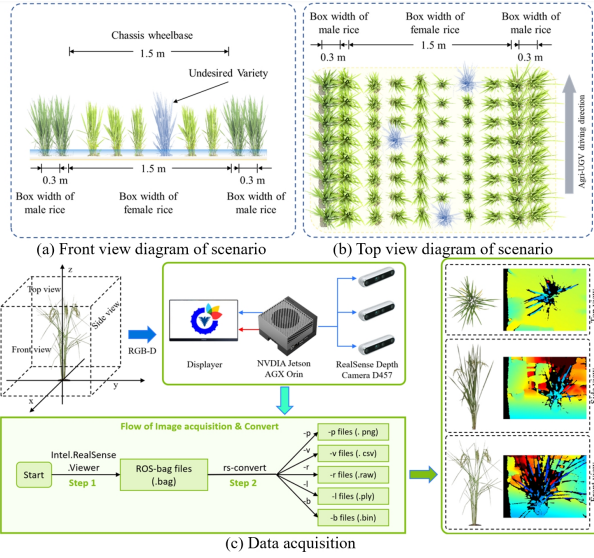 Chassis wheelbase
1.5 m
Undesired Variety
0.3 m
1.5 m
0.3 m
Box width of
male rice
Box width of
female rice
Box width of
male rice
(a) Front view diagram of scenario
Box width of
male rice
Box width of
female rice
Box width of
male rice
0.3 m
1.5 m
0.3 m
Agri-UGV driving direction
(b) Top view diagram of scenario
z
Top view
Side view
Front view
x
y
RGB-D
Displayer
NVIDIA Jetson
AGX Orin
RealSense Depth
Camera D457
Flow of Image acquisition & Convert
Start
Intel.RealSense
.Viewer
Step 1
ROS-bag files
(.bag)
rs-convert
Step 2
-p
-v
-r
-l
-b
-p files (. png)
-v files (. csv)
-r files (.raw)
-l files (.ply)
-b files (.bin)
(c) Data acquisition